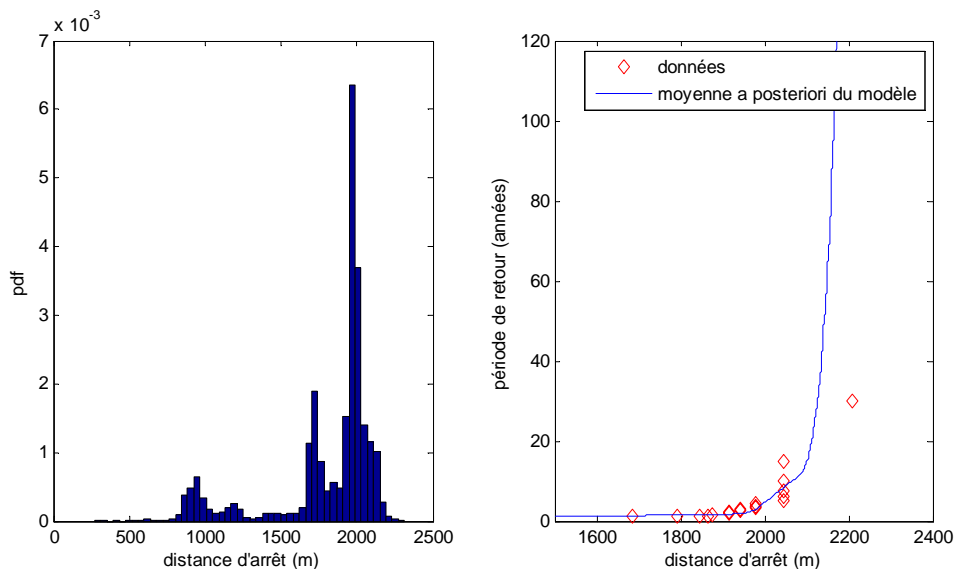 x 10-3
7
6
5
4
3
2
1
0
0 500 1000 1500 2000 2500
pdf
distance d'arrêt (m)
120
100
80
60
40
20
0
1600 1800 2000 2200 2400
période de retour (années)
distance d'arrêt (m)
données
moyenne a posteriori du modèle